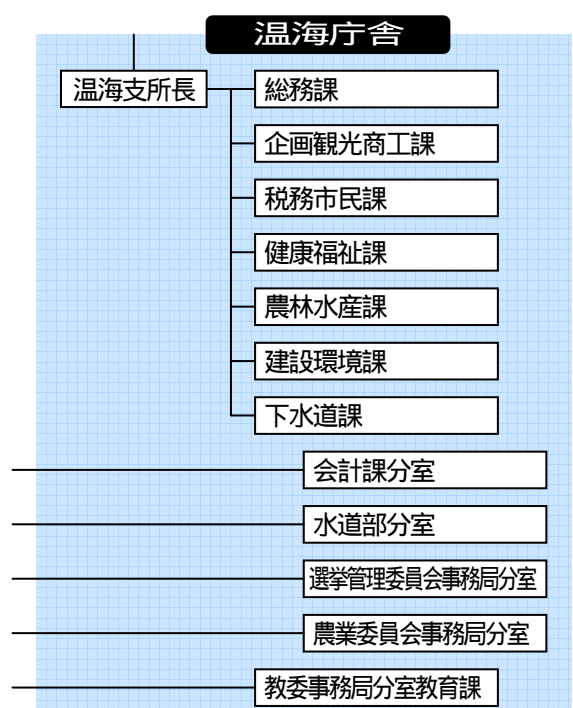 温海庁舎
温海支所長
総務課
企画観光商工課
税務市民課
健康福祉課
農林水産課
建設環境課
下水道課
会計課分室
水道部分室
選挙管理委員会事務局分室
農業委員会事務局分室
教委事務局分室教育課